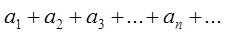 a₁ + a₂ + a₃ + ... + aₙ + ...